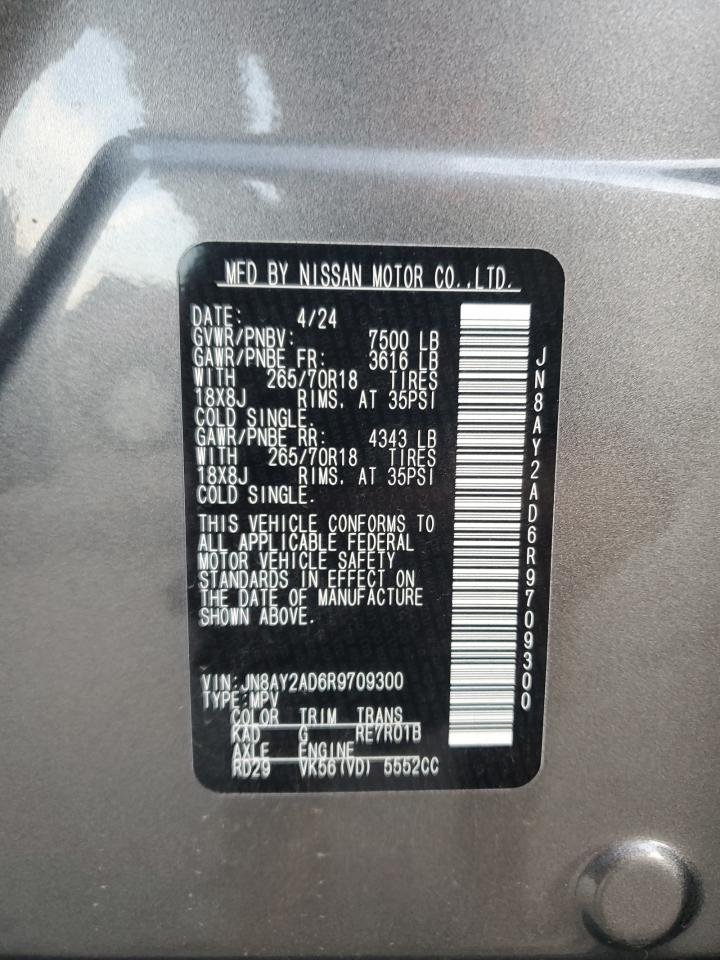 MFD BY NISSAN MOTOR CO.,LTD.
DATE: 4/24
GVWR/PNBV: 7500 LB
GAWR/PNBE FR: 3616 LB
WITH 265/70R18 TIRES
18X8J RIMS. AT 35PSI
COLD SINGLE.
GAWR/PNBE RR: 4343 LB
WITH 265/70R18 TIRES
18X8J RIMS. AT 35PSI
COLD SINGLE.
THIS VEHICLE CONFORMS TO
ALL APPLICABLE FEDERAL
MOTOR VEHICLE SAFETY
STANDARDS IN EFFECT ON
THE DATE OF MANUFACTURE
SHOWN ABOVE.
VIN:JN8AY2AD6R9709300
TYPE:MPV
COLOR TRIM TRANS
KAD G RE7R01B
AXLE ENGINE
RD29 VK56(VD) 5552CC
JN8AY2AD6R9709300